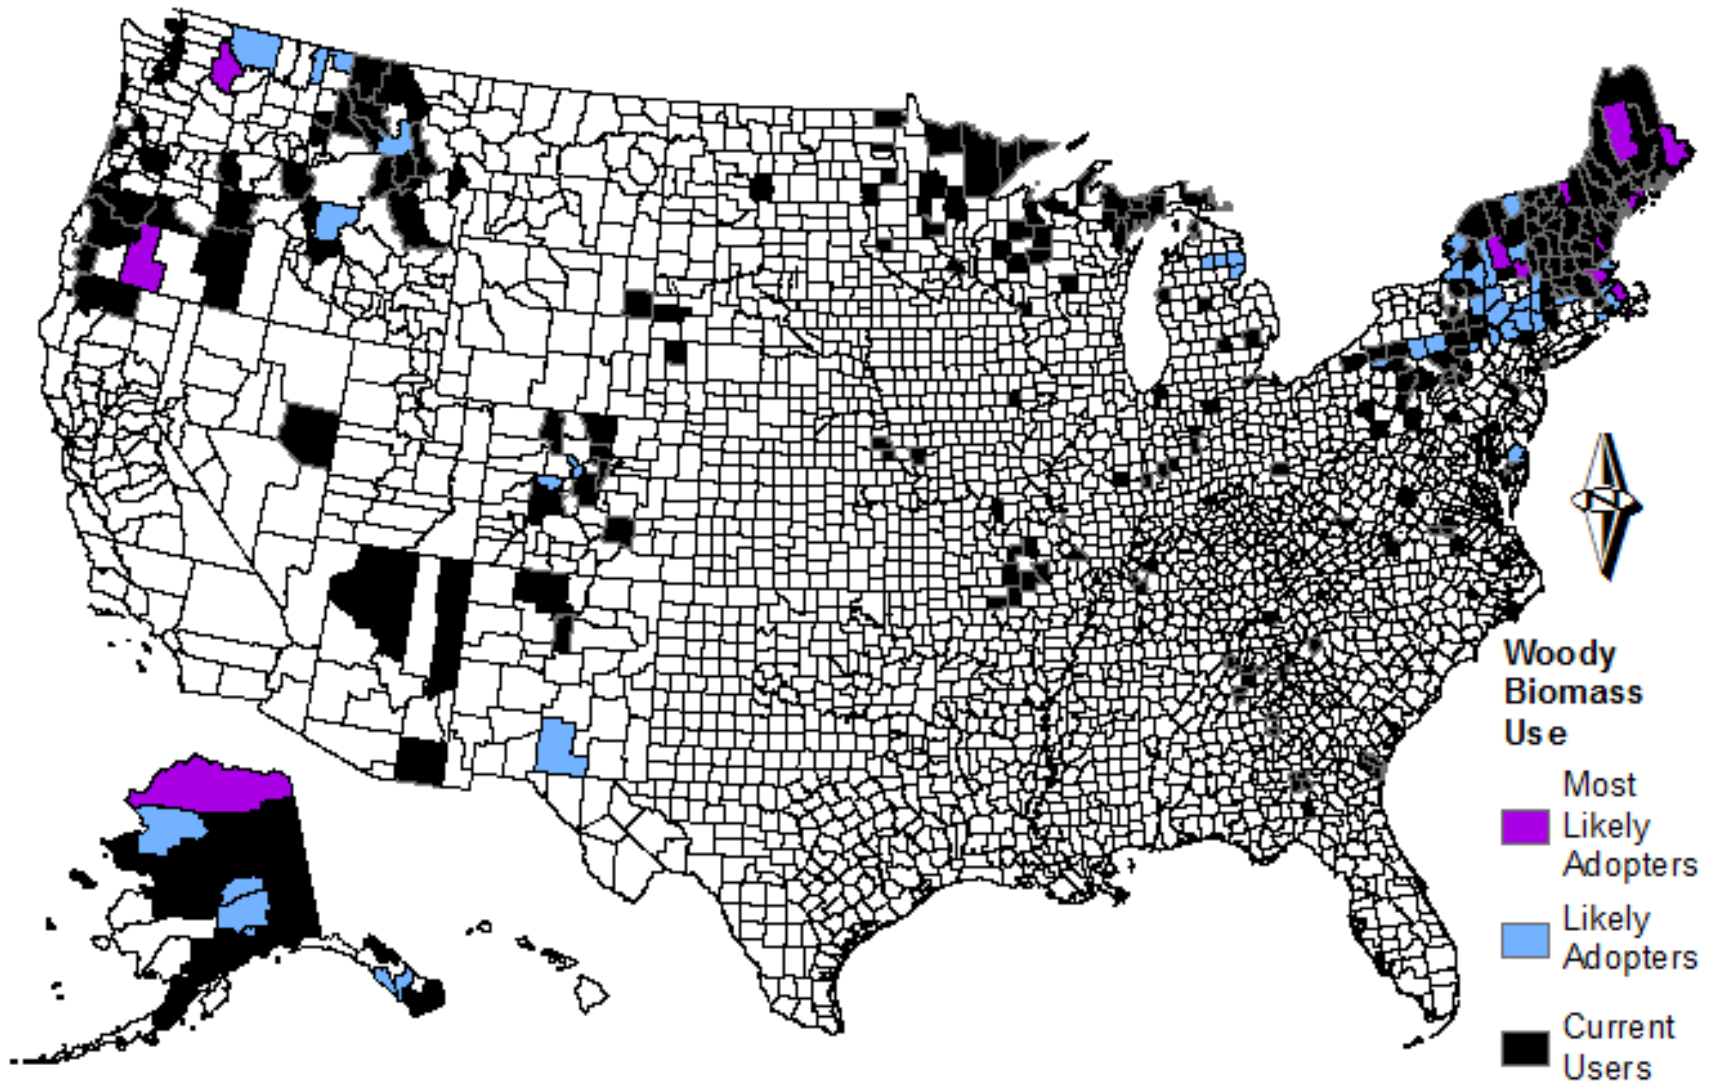 N
Woody
Biomass
Use
Most
Likely
Adopters
Likely
Adopters
Current
Users